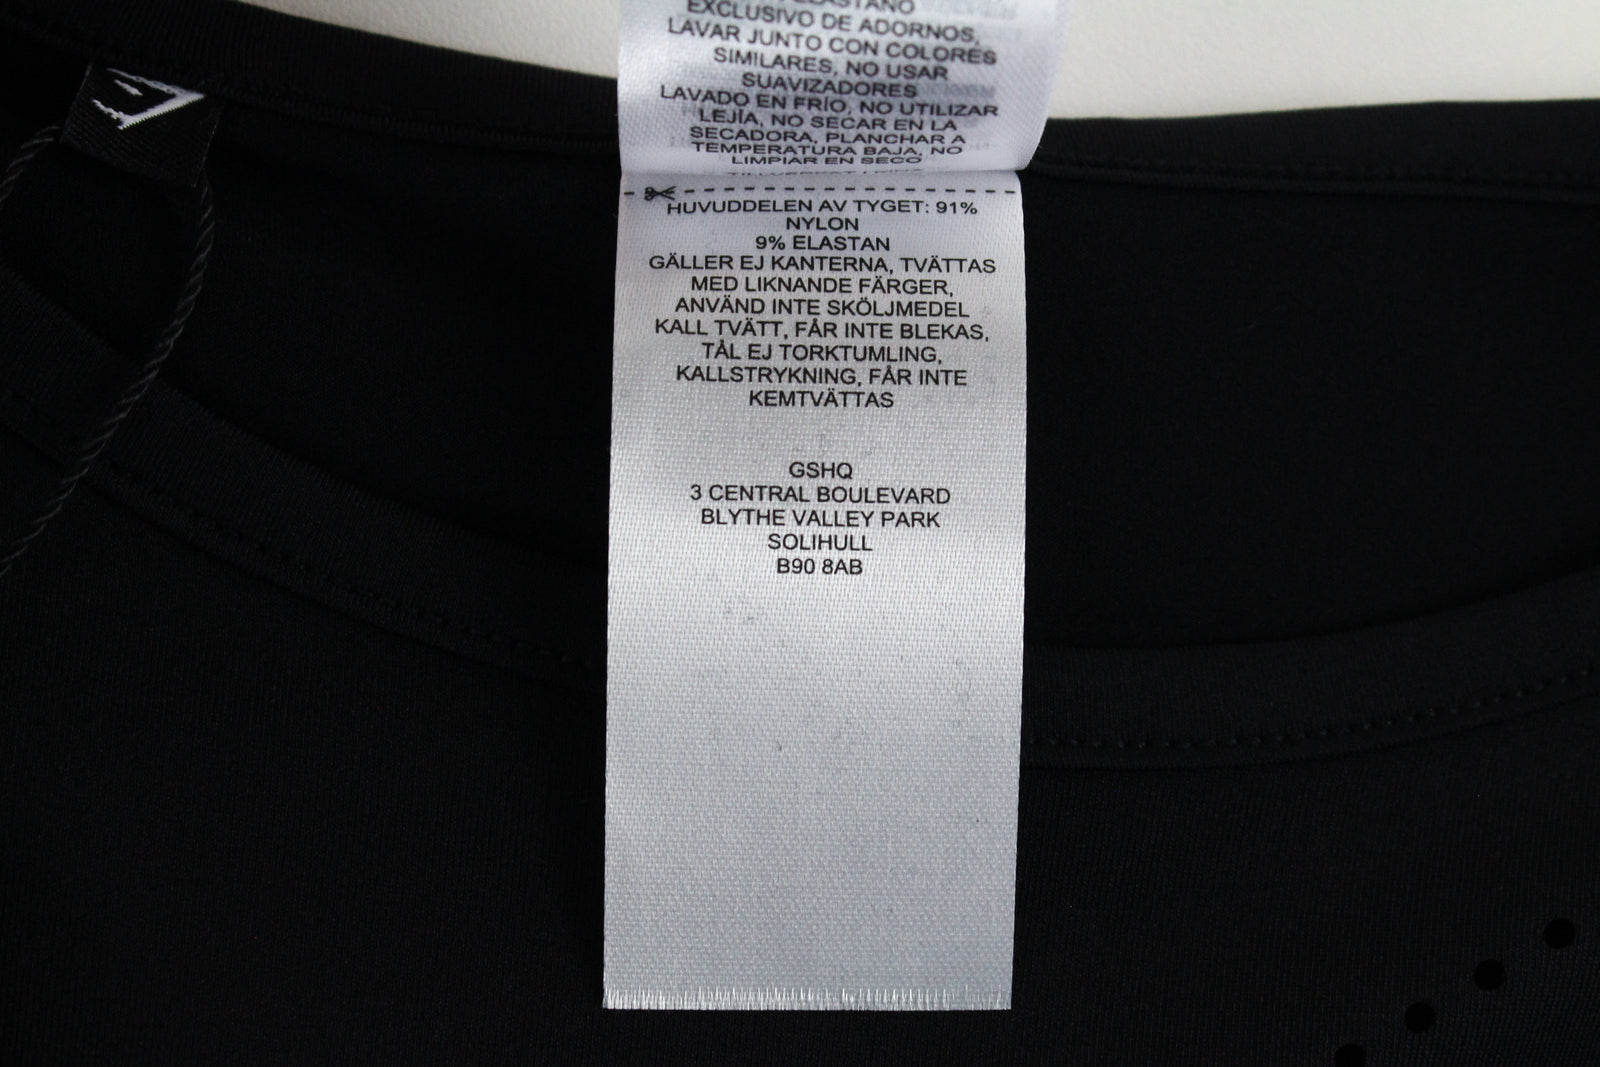 ELASTANO
EXCLUSIVO DE ADORNOS,
LAVAR JUNTO CON COLORES
SIMILARES, NO USAR
SUAVIZADORES
LAVADO EN FRÍO, NO UTILIZAR
LEJÍA, NO SECAR EN LA
SECADORA, PLANCHAR A
TEMPERATURA BAJA, NO
LIMPIAR EN SECO
HUVUDDELEN AV TYGET: 91%
NYLON
9% ELASTAN
GÄLLER EJ KANTERNA, TVÄTTAS
MED LIKNANDE FÄRGER,
ANVÄND INTE SKÖLJMEDEL
KALL TVÄTT, FÅR INTE BLEKAS,
TÅL EJ TORKTUMLING,
KALLSTRYKNING, FÅR INTE
KEMTVÄTTAS
GSHQ
3 CENTRAL BOULEVARD
BLYTHE VALLEY PARK
SOLIHULL
B90 8AB